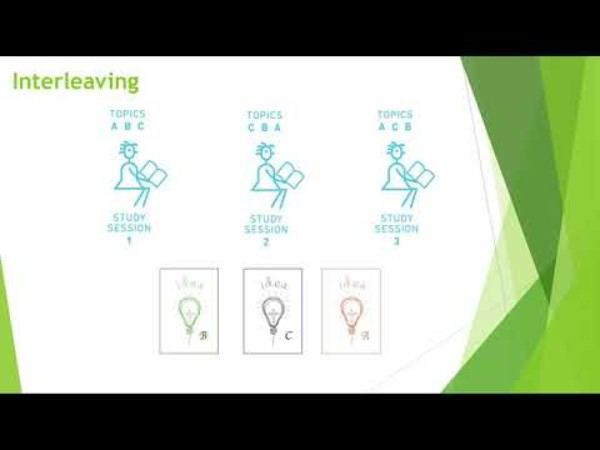 Interleaving
TOPICS
A B C
TOPICS
C B A
TOPICS
A C B
STUDY
SESSION
1
STUDY
SESSION
2
STUDY
SESSION
3
idea
B
idea
C
idea
A